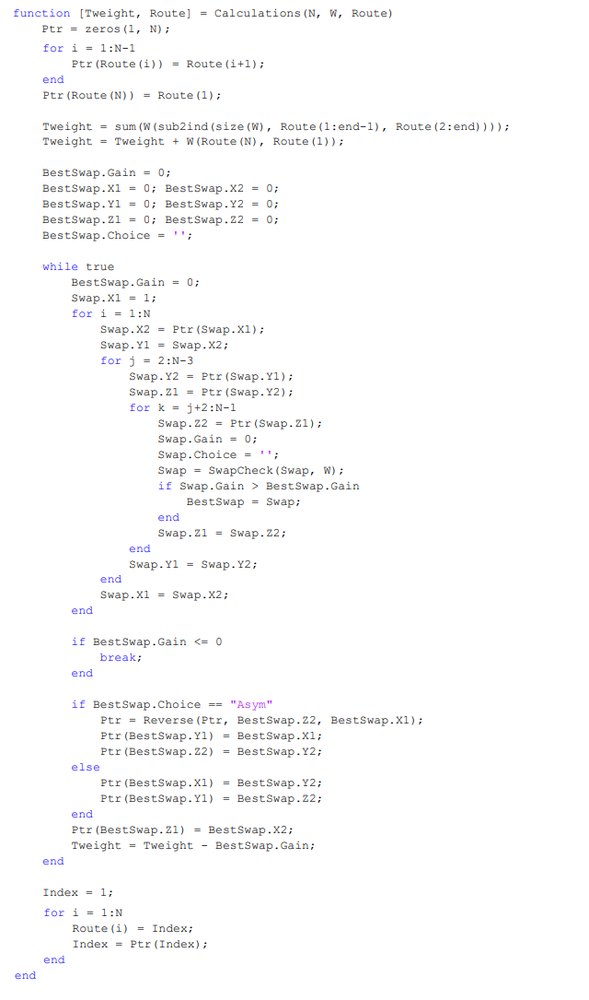 function [Tweight, Route] = Calculations(N, W, Route)
    Ptr = zeros(1, N);
    for i = 1:N-1
        Ptr(Route(i)) = Route(i+1);
    end
    Ptr(Route(N)) = Route(1);

    Tweight = sum(W(sub2ind(size(W), Route(1:end-1), Route(2:end))));
    Tweight = Tweight + W(Route(N), Route(1));

    BestSwap.Gain = 0;
    BestSwap.X1 = 0; BestSwap.X2 = 0;
    BestSwap.Y1 = 0; BestSwap.Y2 = 0;
    BestSwap.Z1 = 0; BestSwap.Z2 = 0;
    BestSwap.Choice = '';

    while true
        BestSwap.Gain = 0;
        Swap.X1 = 1;
        for i = 1:N
            Swap.X2 = Ptr(Swap.X1);
            Swap.Y1 = Swap.X2;
            for j = 2:N-3
                Swap.Y2 = Ptr(Swap.Y1);
                Swap.Z1 = Ptr(Swap.Y2);
                for k = j+2:N-1
                    Swap.Z2 = Ptr(Swap.Z1);
                    Swap.Gain = 0;
                    Swap.Choice = '';
                    Swap = SwapCheck(Swap, W);
                    if Swap.Gain > BestSwap.Gain
                        BestSwap = Swap;
                    end
                    Swap.Z1 = Swap.Z2;
                end
                Swap.Y1 = Swap.Y2;
            end
            Swap.X1 = Swap.X2;
        end

        if BestSwap.Gain <= 0
            break;
        end

        if BestSwap.Choice == "Asym"
            Ptr = Reverse(Ptr, BestSwap.Z2, BestSwap.X1);
            Ptr(BestSwap.Y1) = BestSwap.X1;
            Ptr(BestSwap.Z2) = BestSwap.Y2;
        else
            Ptr(BestSwap.X1) = BestSwap.Y2;
            Ptr(BestSwap.Y1) = BestSwap.Z2;
        end
        Ptr(BestSwap.Z1) = BestSwap.X2;
        Tweight = Tweight - BestSwap.Gain;
    end

    Index = 1;
    for i = 1:N
        Route(i) = Index;
        Index = Ptr(Index);
    end
end